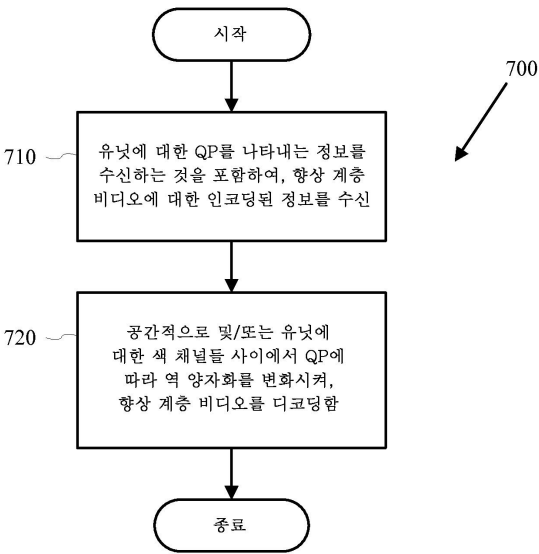 시작
700
710
유닛에 대한 QP를 나타내는 정보를
수신하는 것을 포함하여, 향상 계층
비디오에 대한 인코딩된 정보를 수신
720
공간적으로 및/또는 유닛에
대한 색 채널들 사이에서 QP에
따라 역 양자화를 변화시켜,
향상 계층 비디오를 디코딩함
종료